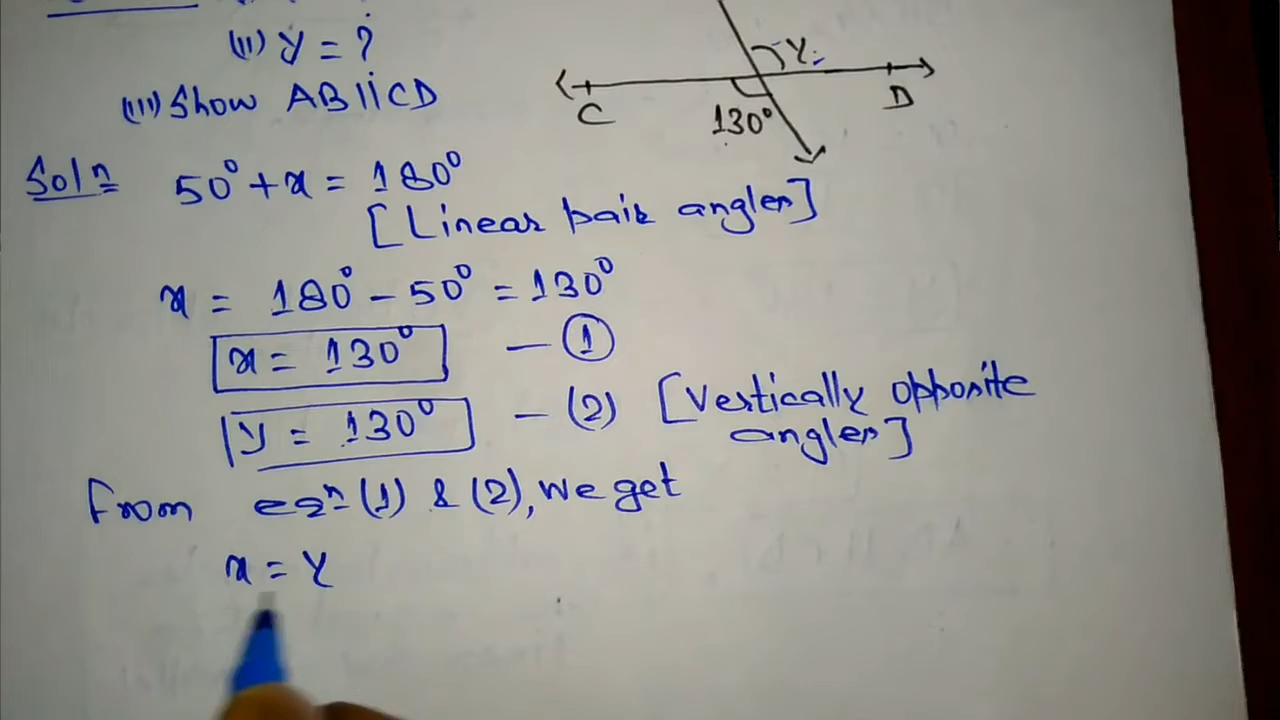 (ii) y = ?
(iii) Show AB || CD
y
C
D
130°
Soln 50° + x = 180°
[Linear pair angles]
x = 180° - 50° = 130°
x = 130° — ①
y = 130° — (2) [Vertically opposite
angles]
From eqn (1) & (2), we get
x = y